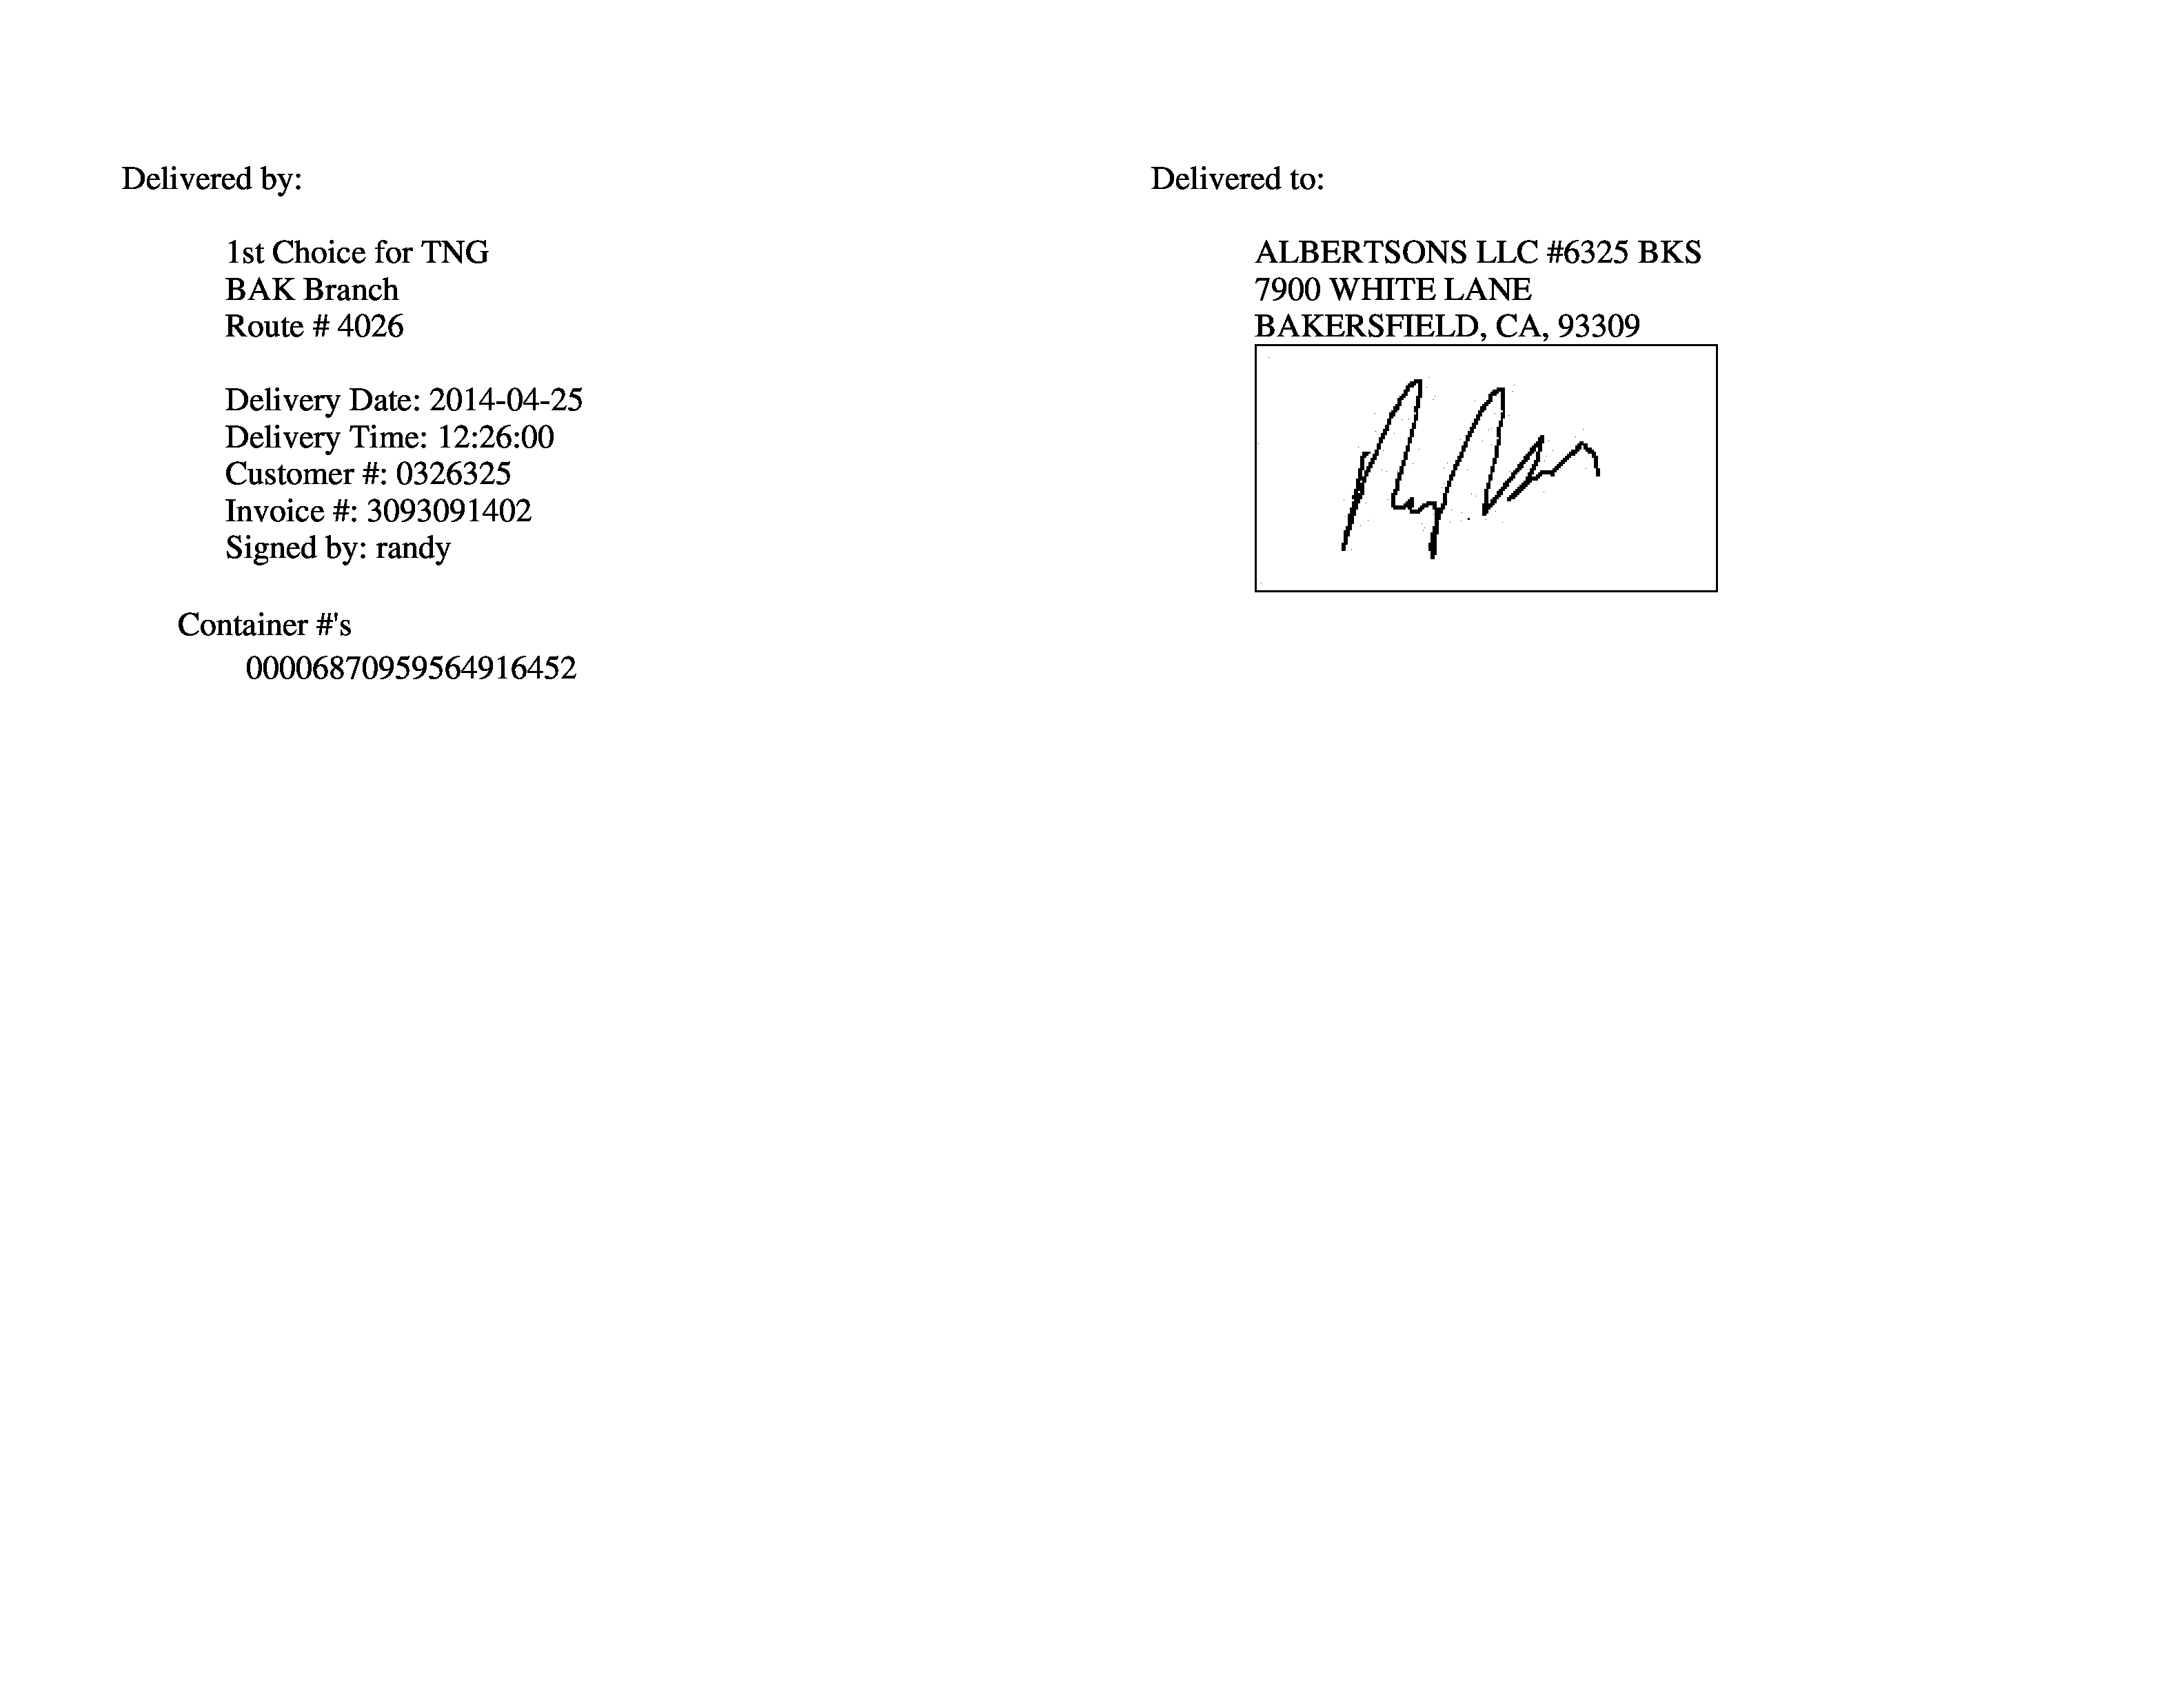 Delivered by:
1st Choice for TNG
BAK Branch
Route # 4026
Delivery Date: 2014-04-25
Delivery Time: 12:26:00
Customer #: 0326325
Invoice #: 3093091402
Signed by: randy
Container #'s
00006870959564916452
Delivered to:
ALBERTSONS LLC #6325 BKS
7900 WHITE LANE
BAKERSFIELD, CA, 93309